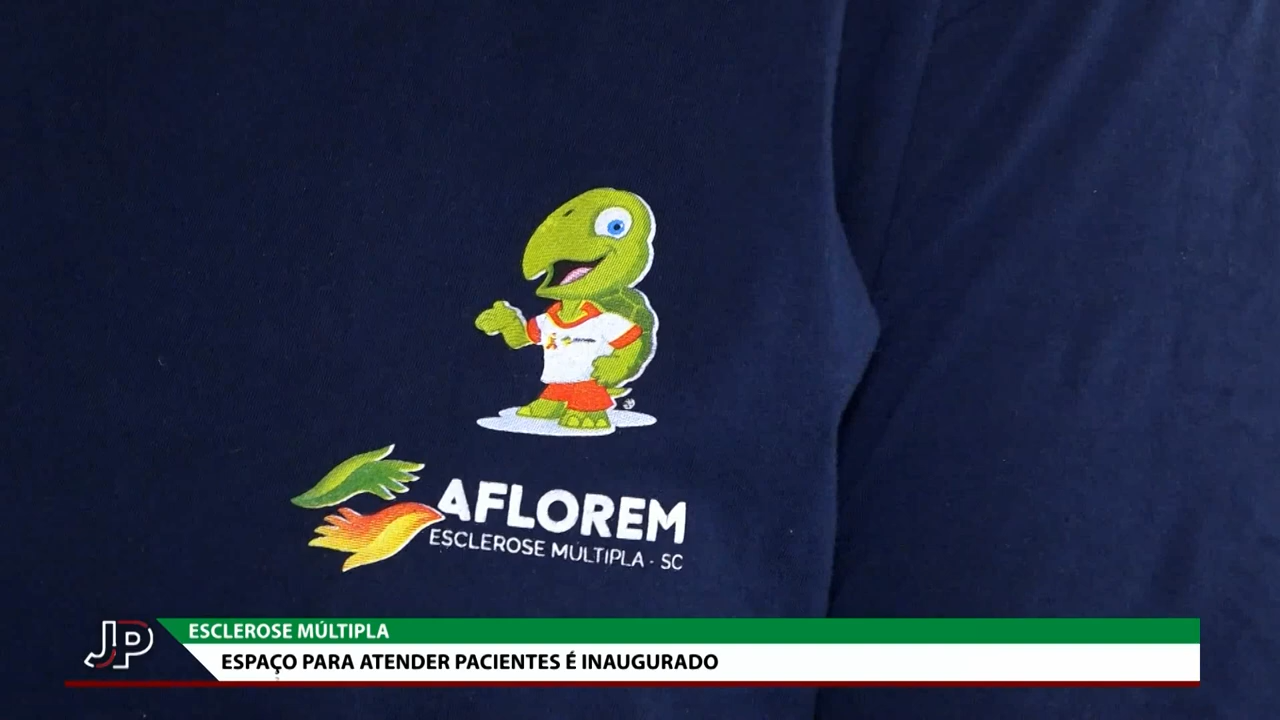 AFLOREM
ESCLEROSE MÚLTIPLA - SC
JP
ESCLEROSE MÚLTIPLA
ESPAÇO PARA ATENDER PACIENTES É INAUGURADO